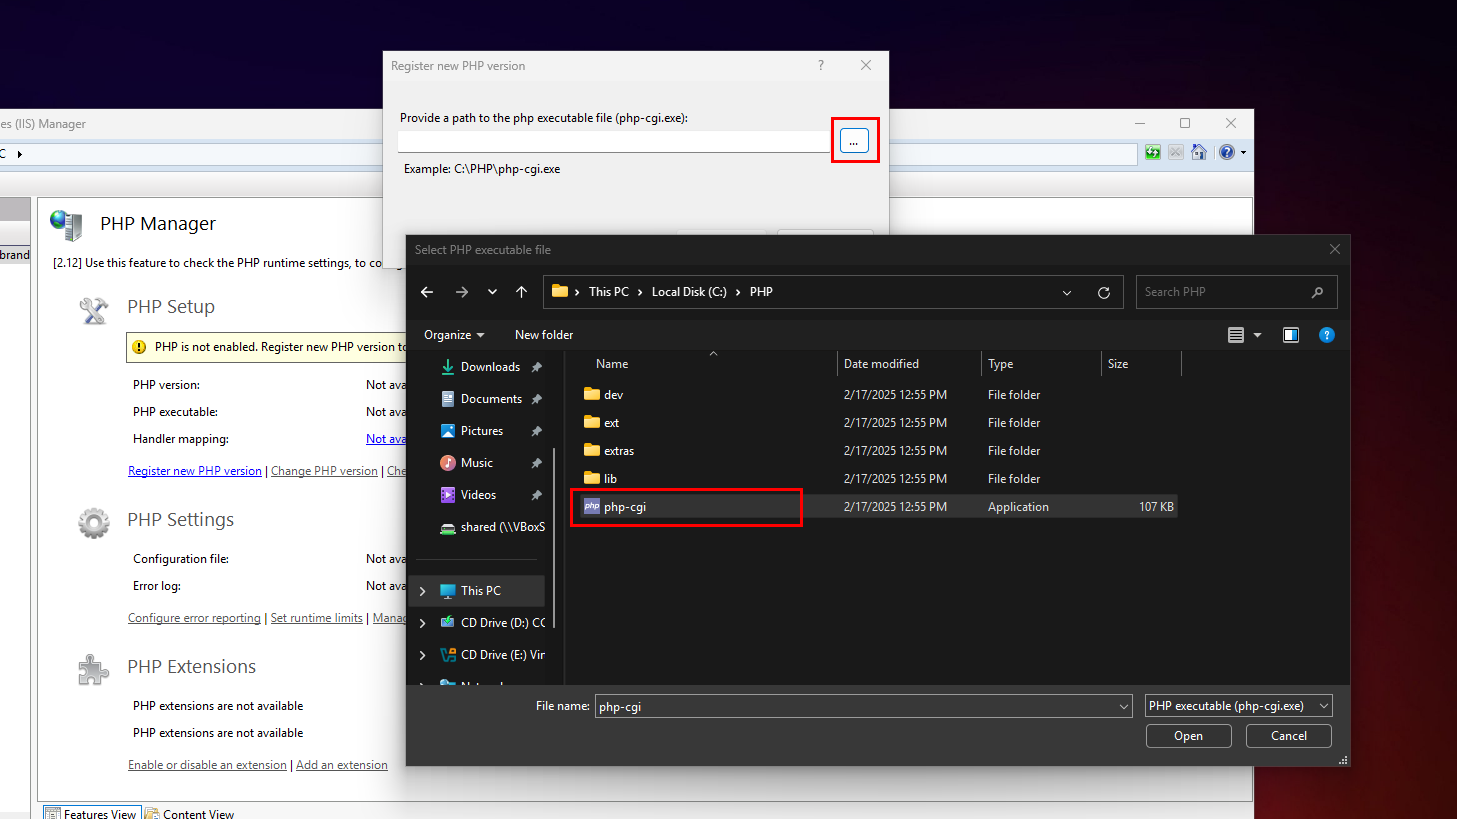 Register new PHP version
?
Provide a path to the php executable file (php-cgi.exe):
...
Example: C:\PHP\php-cgi.exe
es (IIS) Manager
C
brand
PHP Manager
[2.12] Use this feature to check the PHP runtime settings, to co
PHP Setup
PHP is not enabled. Register new PHP version to
PHP version: Not ava
PHP executable: Not ava
Handler mapping: Not ava
Register new PHP version | Change PHP version | Che
PHP Settings
Configuration file: Not ava
Error log: Not ava
Configure error reporting | Set runtime limits | Manag
PHP Extensions
PHP extensions are not available
PHP extensions are not available
Enable or disable an extension | Add an extension
Features View Content View
Select PHP executable file
This PC > Local Disk (C:) > PHP
Search PHP
Organize New folder
?
Name Date modified Type Size
dev 2/17/2025 12:55 PM File folder
ext 2/17/2025 12:55 PM File folder
extras 2/17/2025 12:55 PM File folder
lib 2/17/2025 12:55 PM File folder
php php-cgi 2/17/2025 12:55 PM Application 107 KB
Downloads
Documents
Pictures
Music
Videos
shared (\\VBoxS
This PC
CD Drive (D:) CC
CD Drive (E:) Vir
File name: php-cgi PHP executable (php-cgi.exe)
Open Cancel